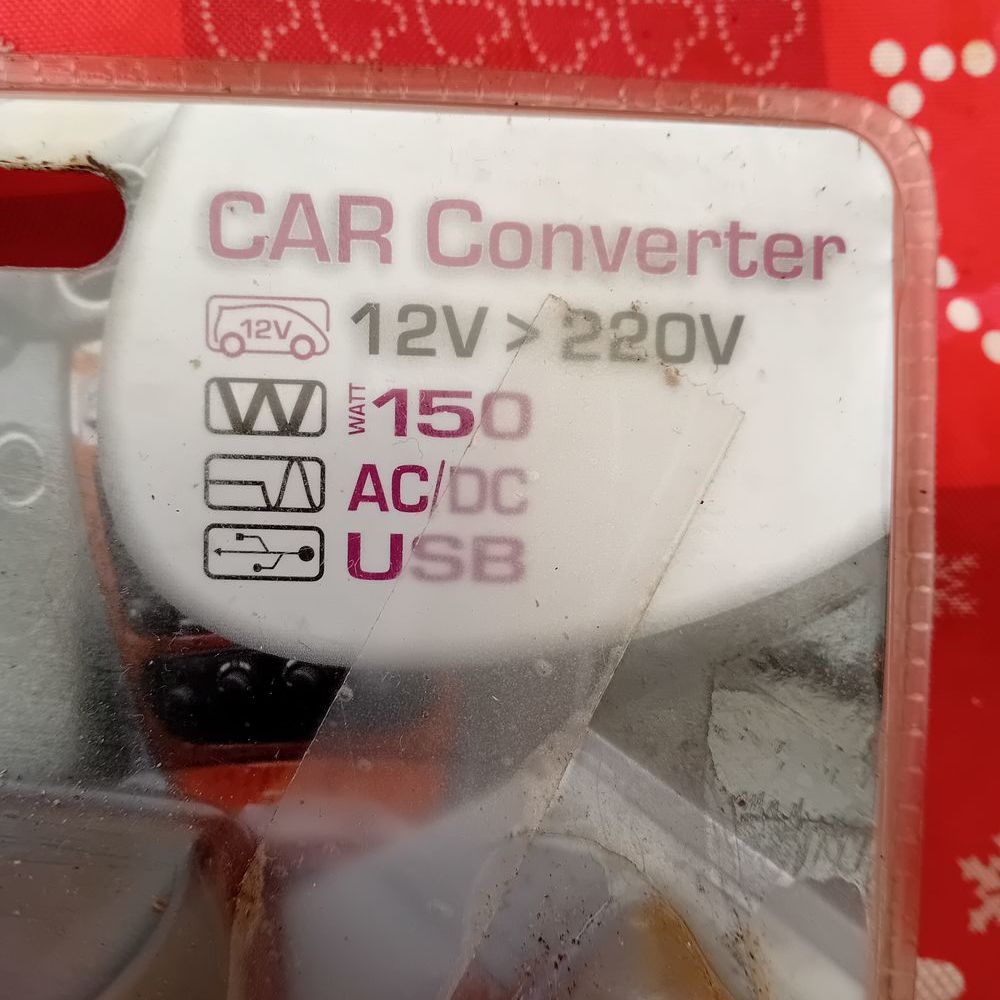 CAR Converter
12V 12V > 220V
W WATT 150
AC/DC
USB